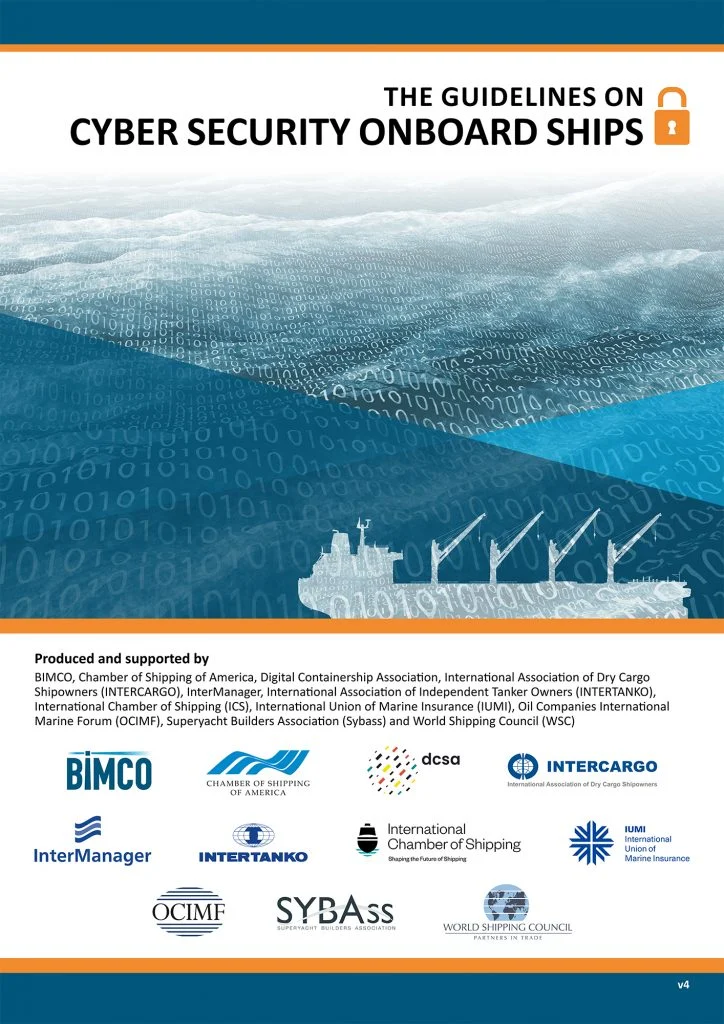 THE GUIDELINES ON
CYBER SECURITY ONBOARD SHIPS
Produced and supported by
BIMCO, Chamber of Shipping of America, Digital Containership Association, International Association of Dry Cargo
Shipowners (INTERCARGO), InterManager, International Association of Independent Tanker Owners (INTERTANKO),
International Chamber of Shipping (ICS), International Union of Marine Insurance (IUMI), Oil Companies International
Marine Forum (OCIMF), Superyacht Builders Association (Sybass) and World Shipping Council (WSC)
BIMCO
CHAMBER OF SHIPPING
OF AMERICA
dcsa
INTERCARGO
International Association of Dry Cargo Shipowners
InterManager
INTERTANKO
International
Chamber of Shipping
Shaping the Future of Shipping
IUMI
International
Union of
Marine Insurance
OCIMF
SYBAss
SUPERYACHT BUILDERS ASSOCIATION
WORLD SHIPPING COUNCIL
PARTNERS IN TRADE
v4